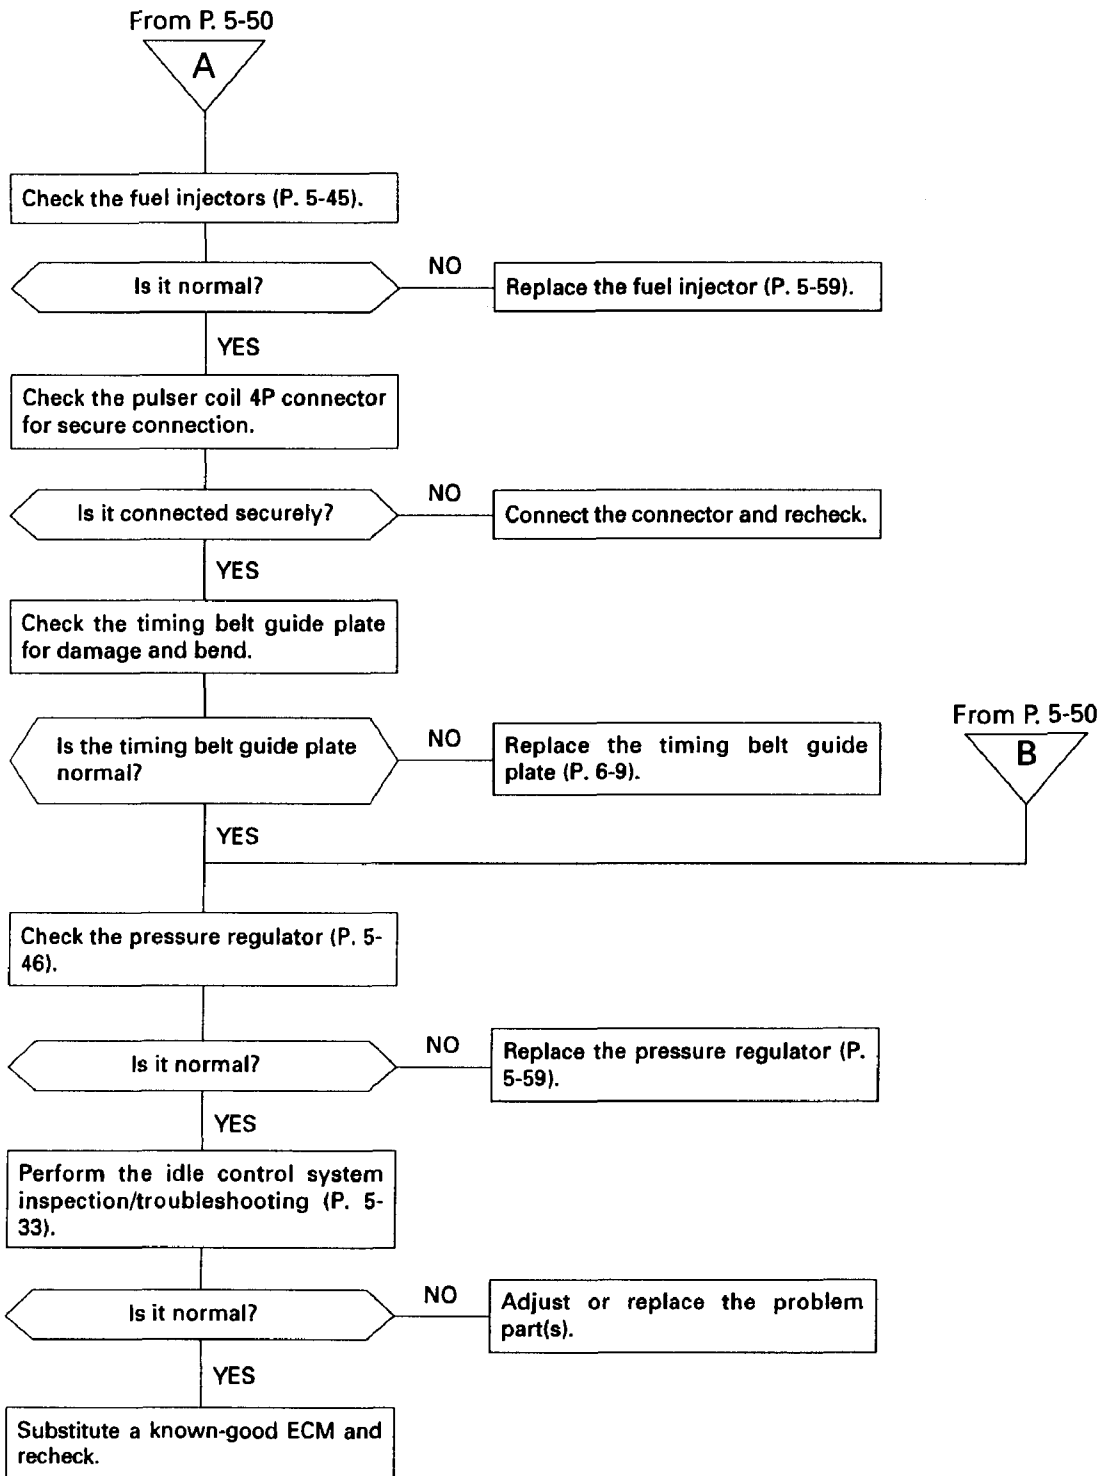 From P. 5-50
A
Check the fuel injectors (P. 5-45).
Is it normal?
NO
Replace the fuel injector (P. 5-59).
YES
Check the pulser coil 4P connector
for secure connection.
Is it connected securely?
NO
Connect the connector and recheck.
YES
Check the timing belt guide plate
for damage and bend.
Is the timing belt guide plate
normal?
NO
Replace the timing belt guide
plate (P. 6-9).
From P. 5-50
B
YES
Check the pressure regulator (P. 5-
46).
Is it normal?
NO
Replace the pressure regulator (P.
5-59).
YES
Perform the idle control system
inspection/troubleshooting (P. 5-
33).
Is it normal?
NO
Adjust or replace the problem
part(s).
YES
Substitute a known-good ECM and
recheck.